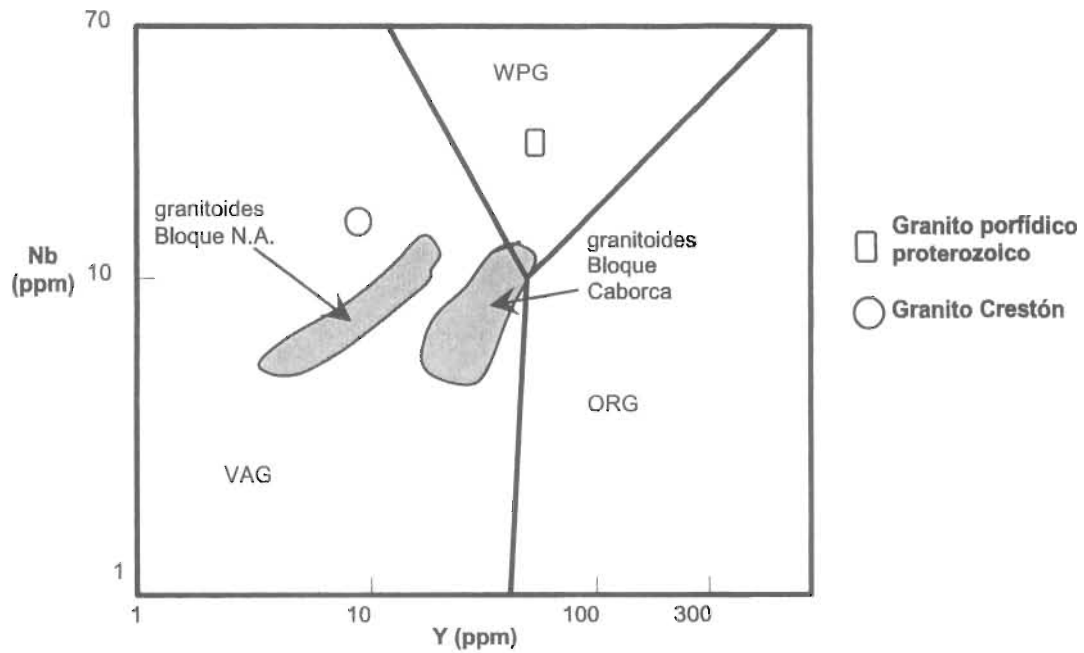 70
WPG
granitoides
Bloque N.A.
granitoides
Bloque
Caborca
Granito porfídico
proterozoico
Granito Crestón
Nb
(ppm)
10
ORG
VAG
1
1
10
100
300
Y (ppm)